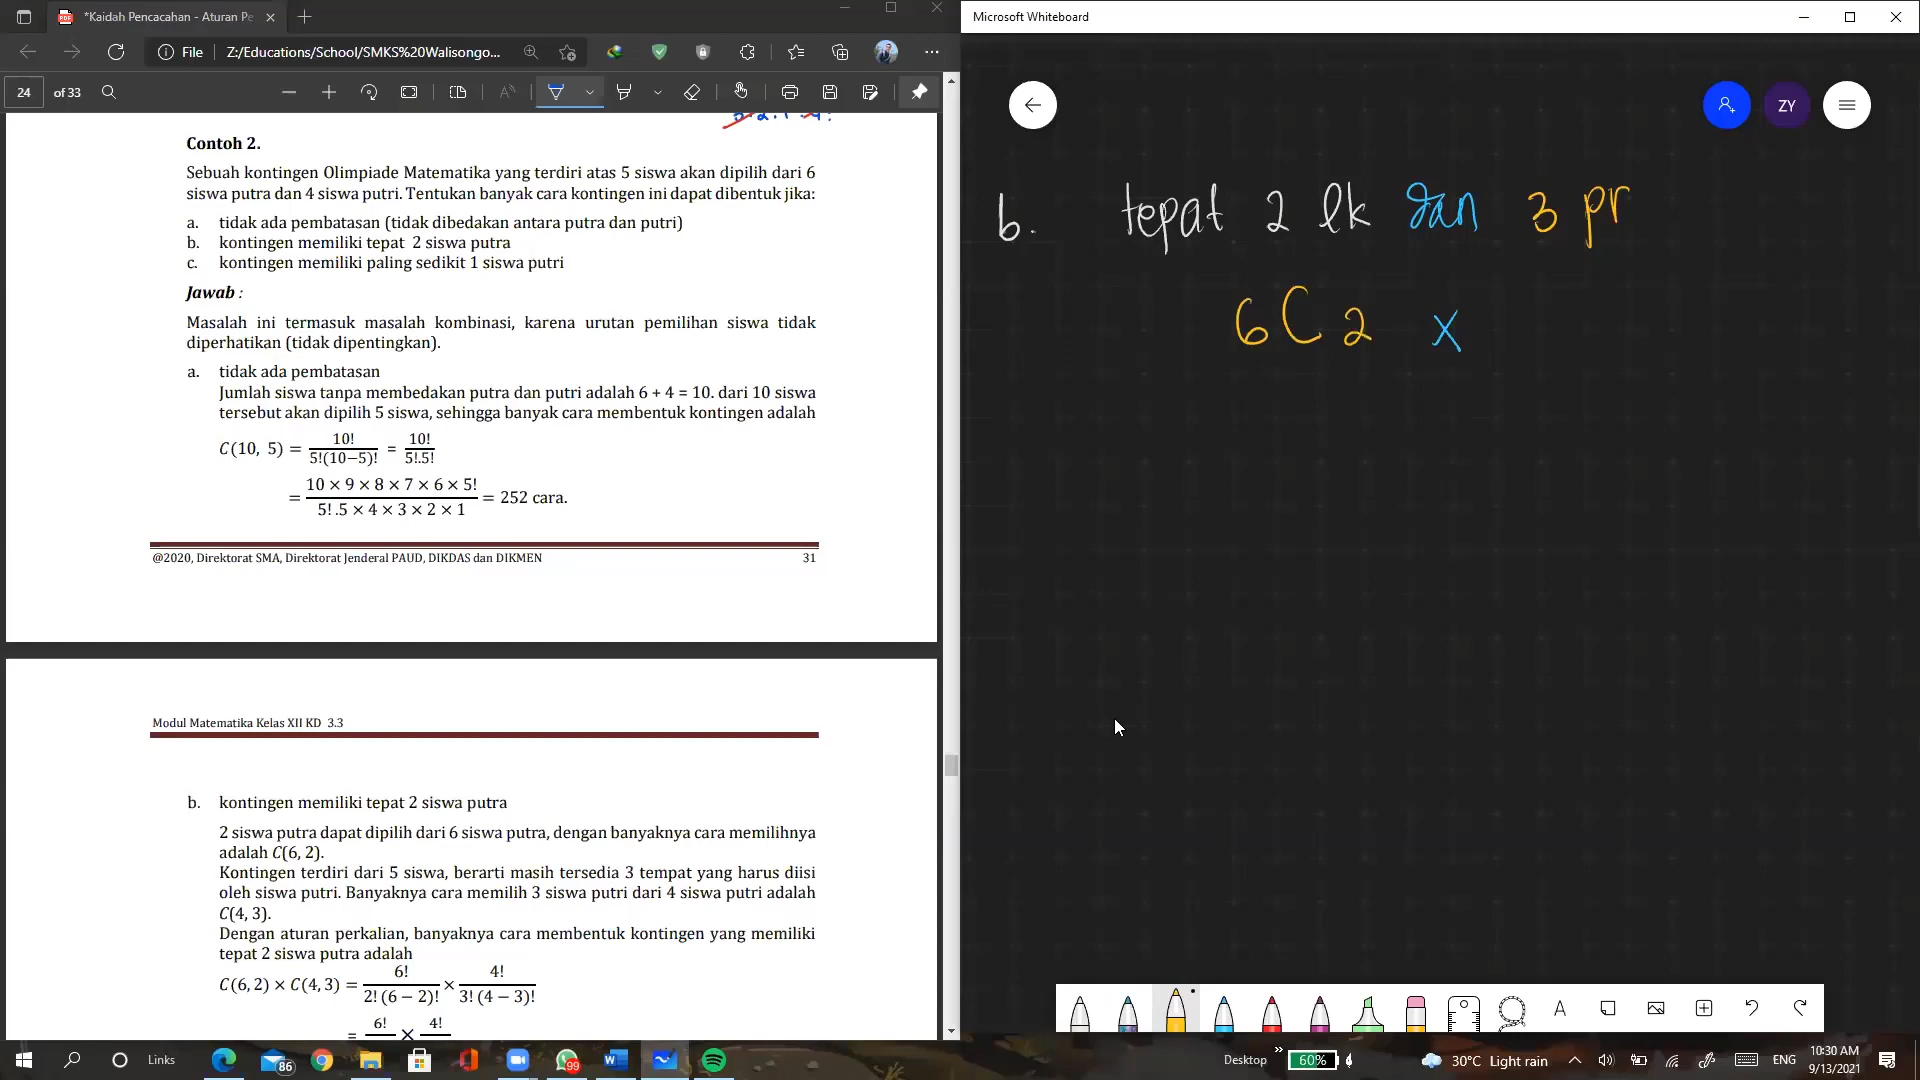 *Kaidah Pencacahan - Aturan Pe
File
Z:/Educations/School/SMKS%20Walisongo...
24 of 33
Contoh 2.
Sebuah kontingen Olimpiade Matematika yang terdiri atas 5 siswa akan dipilih dari 6
siswa putra dan 4 siswa putri. Tentukan banyak cara kontingen ini dapat dibentuk jika:
a. tidak ada pembatasan (tidak dibedakan antara putra dan putri)
b. kontingen memiliki tepat 2 siswa putra
c. kontingen memiliki paling sedikit 1 siswa putri
Jawab :
Masalah ini termasuk masalah kombinasi, karena urutan pemilihan siswa tidak
diperhatikan (tidak dipentingkan).
a. tidak ada pembatasan
Jumlah siswa tanpa membedakan putra dan putri adalah 6 + 4 = 10. dari 10 siswa
tersebut akan dipilih 5 siswa, sehingga banyak cara membentuk kontingen adalah
C(10, 5) = 10! / 5!(10−5)! = 10! / 5!.5!
= 10 × 9 × 8 × 7 × 6 × 5! / 5!.5 × 4 × 3 × 2 × 1 = 252 cara.
@2020, Direktorat SMA, Direktorat Jenderal PAUD, DIKDAS dan DIKMEN 31
Modul Matematika Kelas XII KD 3.3
b. kontingen memiliki tepat 2 siswa putra
2 siswa putra dapat dipilih dari 6 siswa putra, dengan banyaknya cara memilihnya
adalah C(6, 2).
Kontingen terdiri dari 5 siswa, berarti masih tersedia 3 tempat yang harus diisi
oleh siswa putri. Banyaknya cara memilih 3 siswa putri dari 4 siswa putri adalah
C(4, 3).
Dengan aturan perkalian, banyaknya cara membentuk kontingen yang memiliki
tepat 2 siswa putra adalah
C(6, 2) × C(4, 3) = 6! / 2! (6 − 2)! × 4! / 3! (4 − 3)!
= 6! × 4!
Microsoft Whiteboard
ZY
b. tepat 2 lk dan 3 pr
6C2 x
A
Links
86
99
Desktop
60%
30°C Light rain
ENG
10:30 AM
9/13/2021